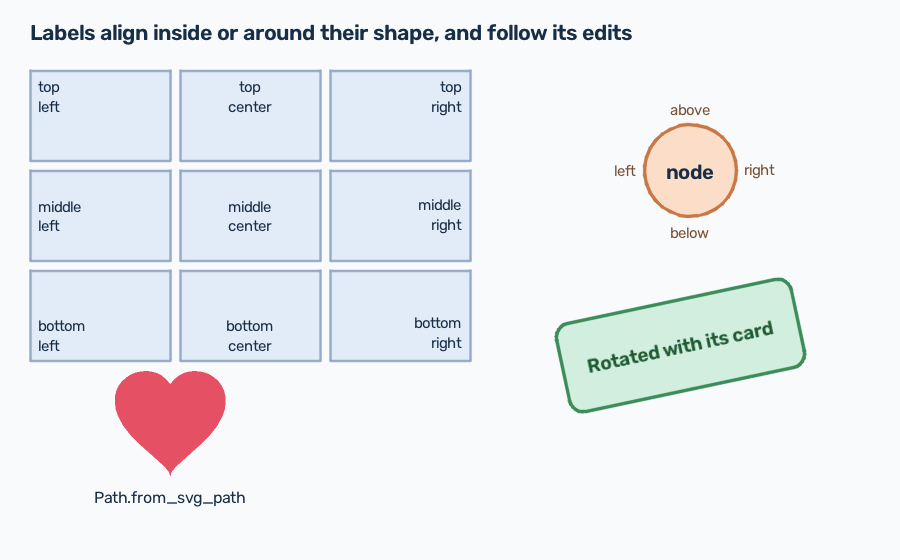 Labels align inside or around their shape, and follow its edits
top
left
top
center
top
right
middle
left
middle
center
middle
right
bottom
left
bottom
center
bottom
right
above
left
node
right
below
Rotated with its card
Path.from_svg_path